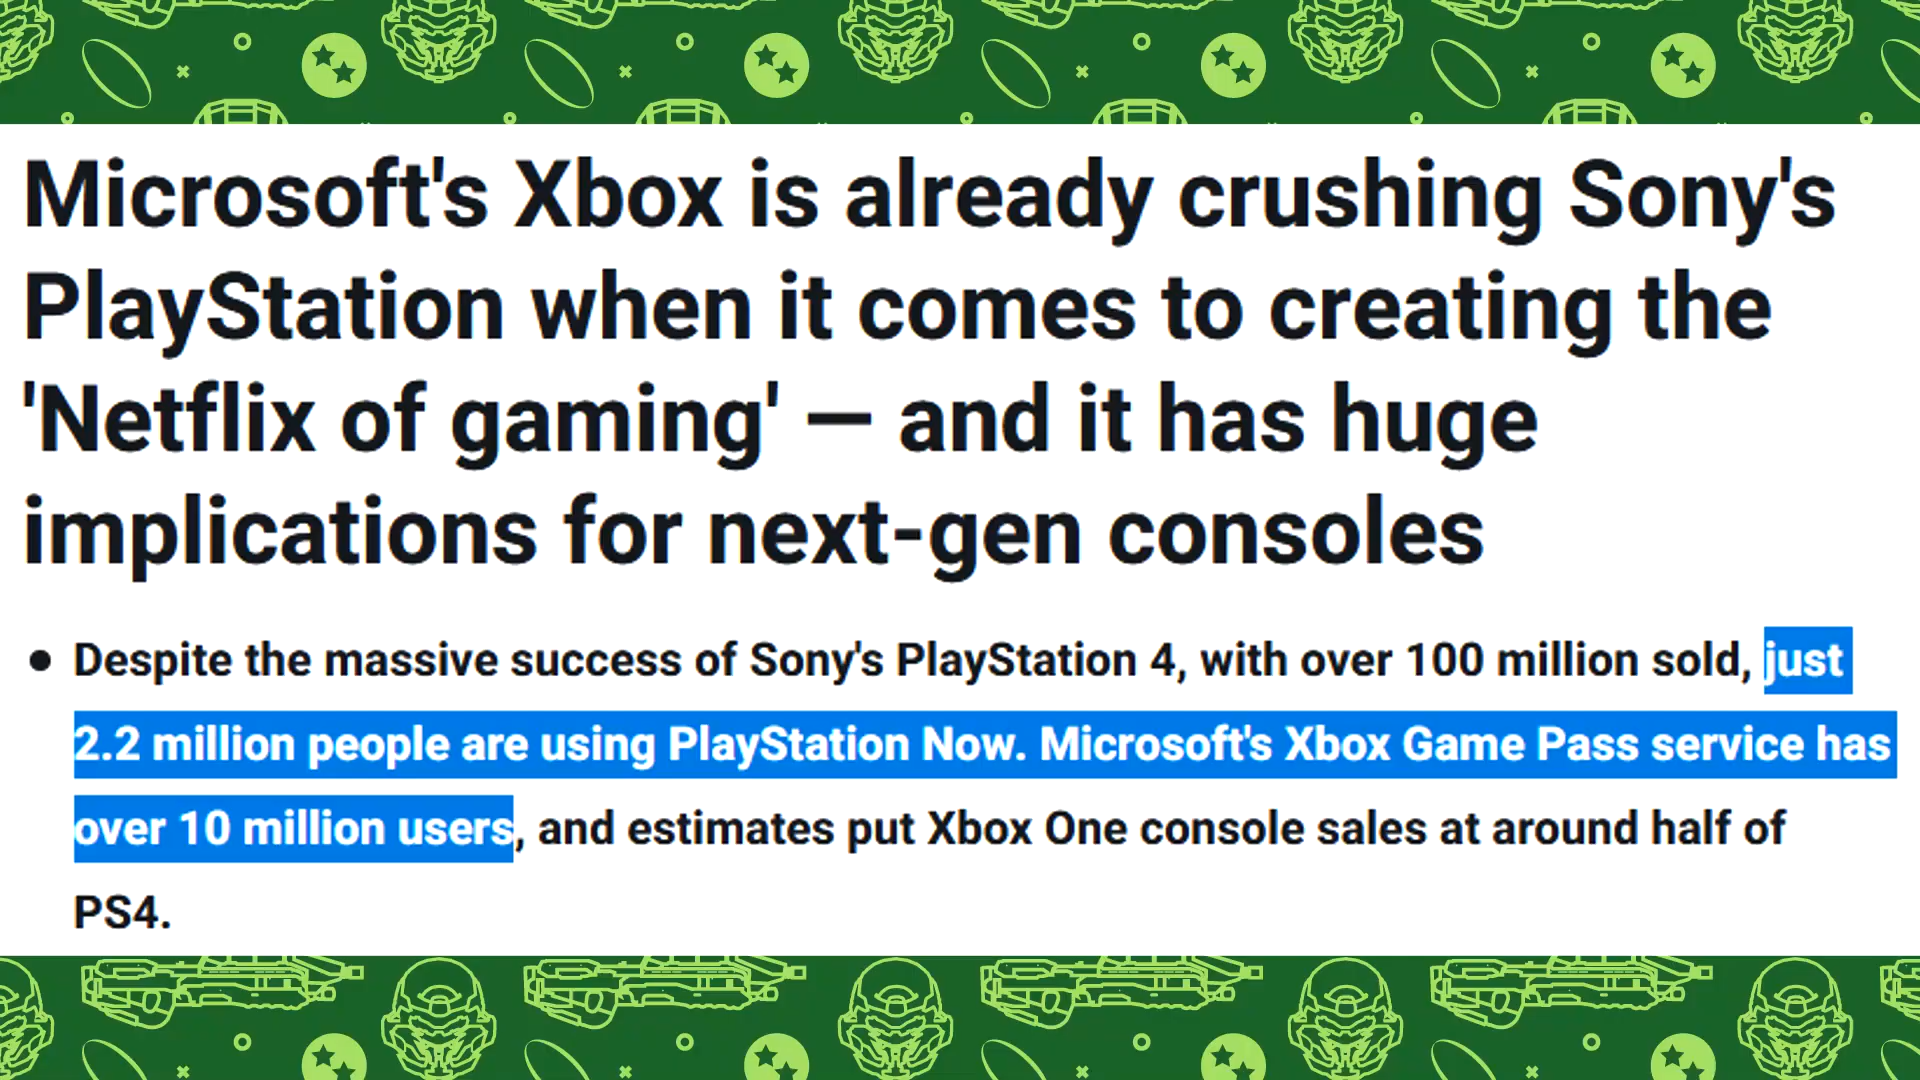 Microsoft's Xbox is already crushing Sony's
PlayStation when it comes to creating the
'Netflix of gaming' — and it has huge
implications for next-gen consoles
● Despite the massive success of Sony's PlayStation 4, with over 100 million sold, just
2.2 million people are using PlayStation Now. Microsoft's Xbox Game Pass service has
over 10 million users, and estimates put Xbox One console sales at around half of
PS4.